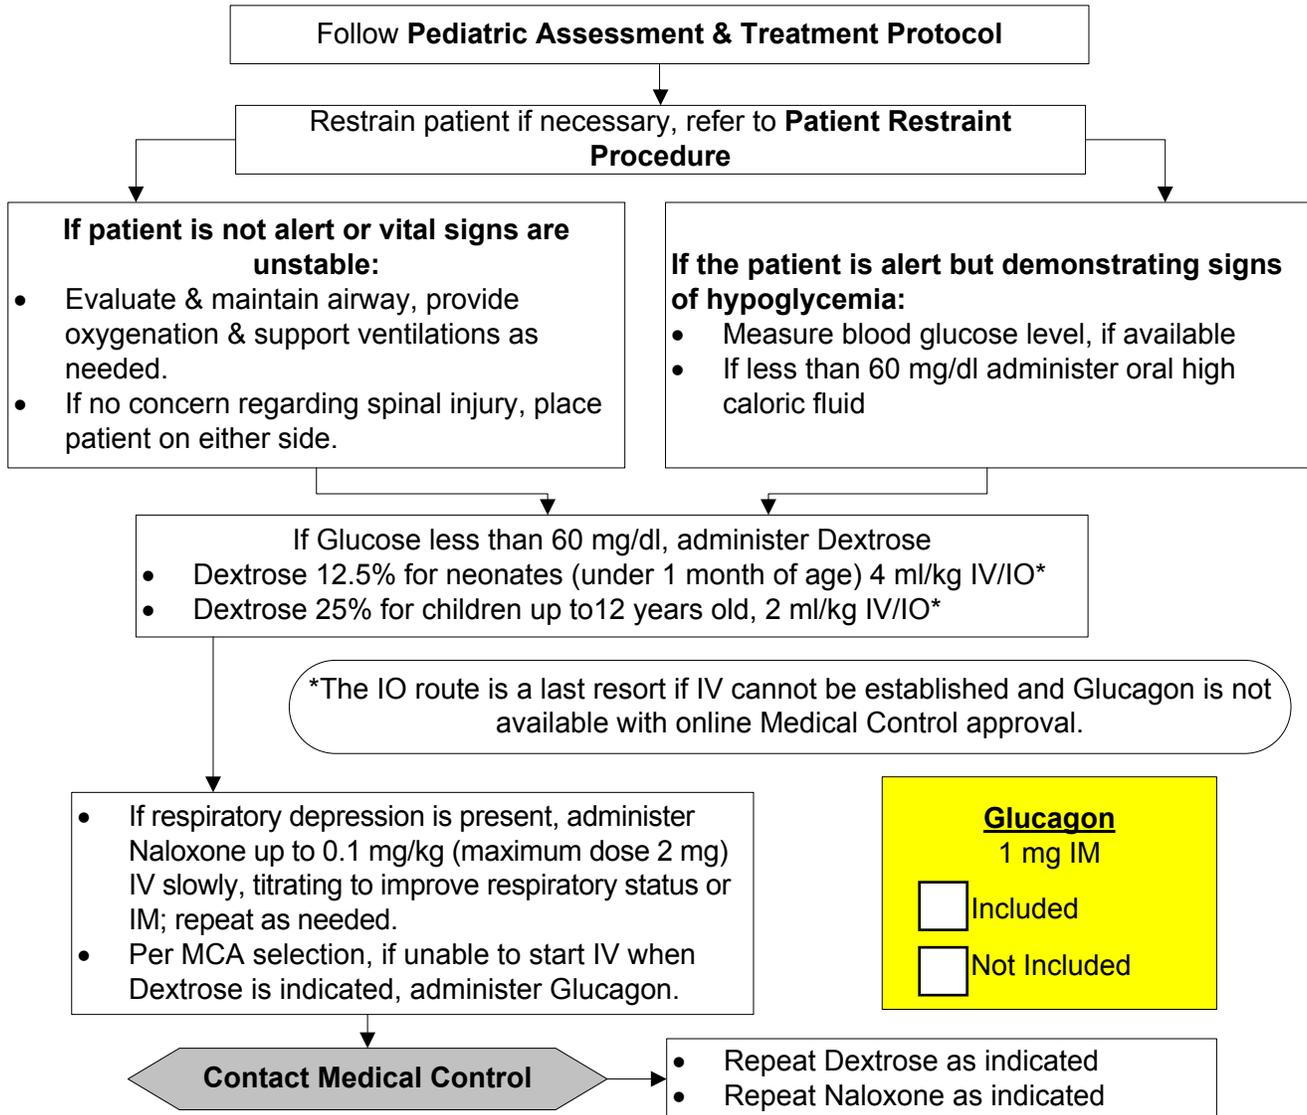 Follow Pediatric Assessment & Treatment Protocol
Restrain patient if necessary, refer to Patient Restraint
Procedure
If patient is not alert or vital signs are
unstable:
• Evaluate & maintain airway, provide
oxygenation & support ventilations as
needed.
• If no concern regarding spinal injury, place
patient on either side.
If the patient is alert but demonstrating signs
of hypoglycemia:
• Measure blood glucose level, if available
• If less than 60 mg/dl administer oral high
caloric fluid
If Glucose less than 60 mg/dl, administer Dextrose
• Dextrose 12.5% for neonates (under 1 month of age) 4 ml/kg IV/IO*
• Dextrose 25% for children up to12 years old, 2 ml/kg IV/IO*
*The IO route is a last resort if IV cannot be established and Glucagon is not
available with online Medical Control approval.
• If respiratory depression is present, administer
Naloxone up to 0.1 mg/kg (maximum dose 2 mg)
IV slowly, titrating to improve respiratory status or
IM; repeat as needed.
• Per MCA selection, if unable to start IV when
Dextrose is indicated, administer Glucagon.
Glucagon
1 mg IM
Included
Not Included
Contact Medical Control
• Repeat Dextrose as indicated
• Repeat Naloxone as indicated